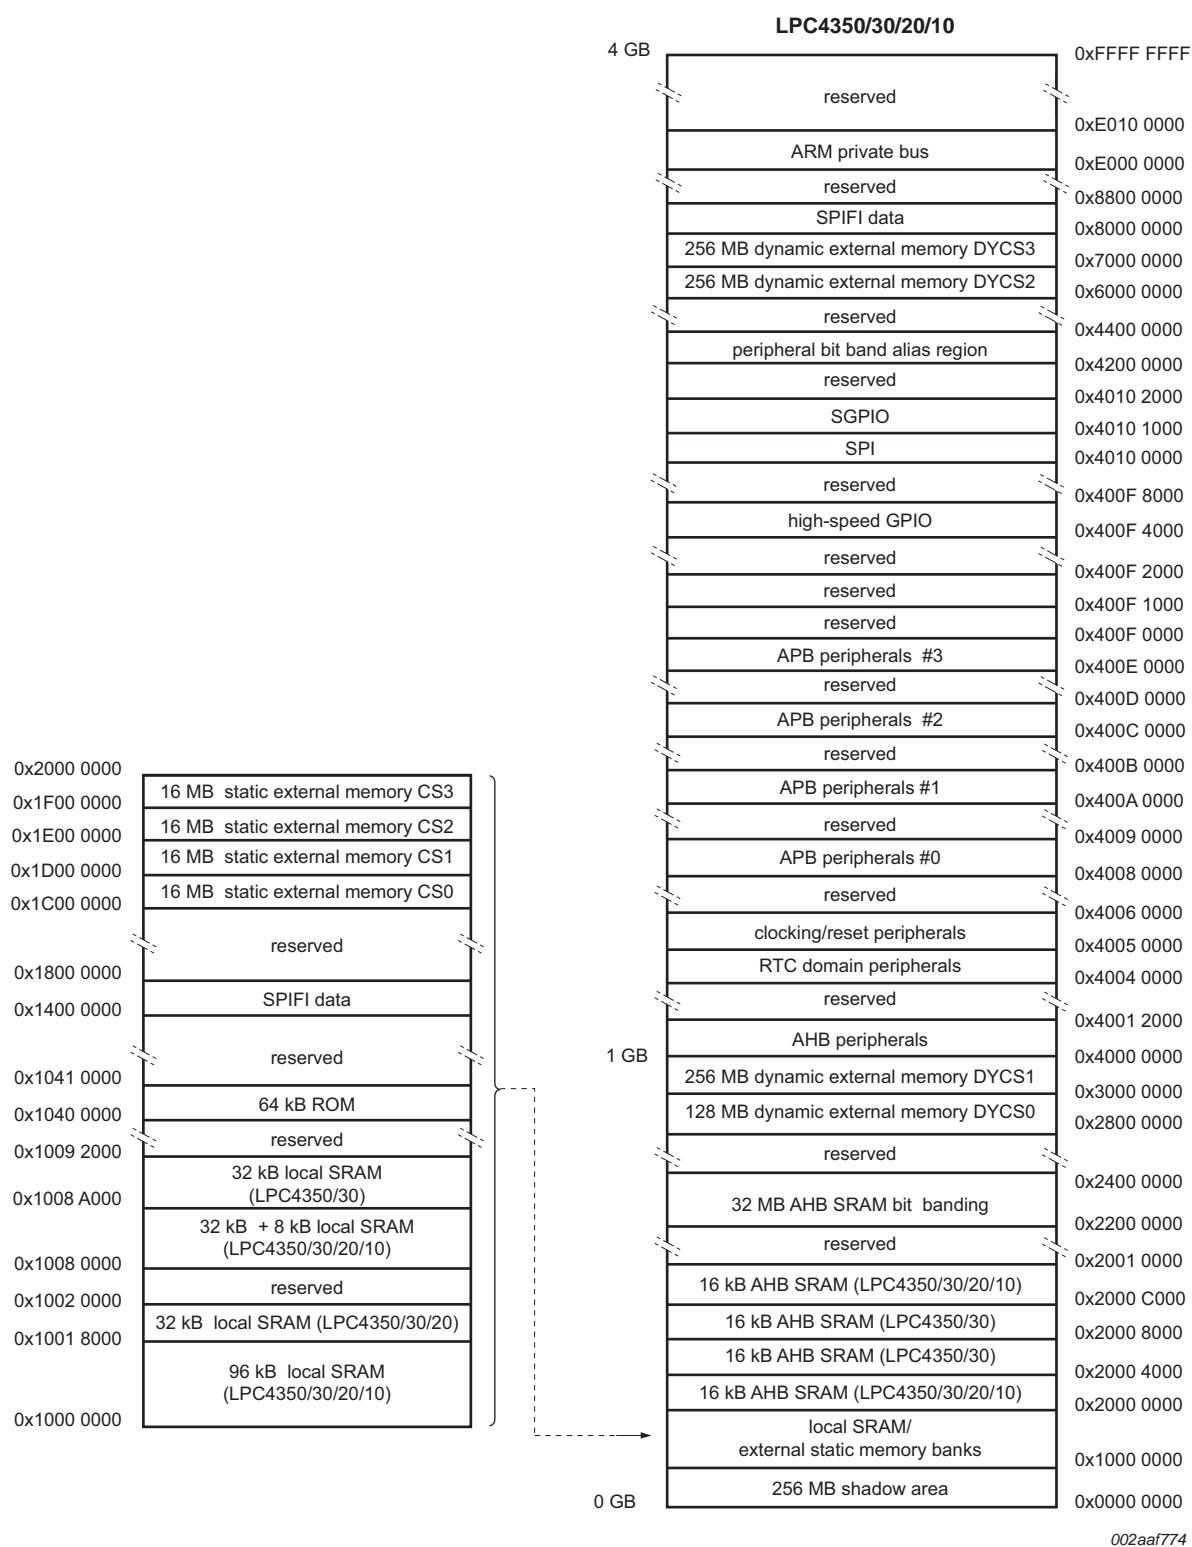 LPC4350/30/20/10
4 GB
0xFFFF FFFF
reserved
0xE010 0000
ARM private bus
0xE000 0000
reserved
0x8800 0000
SPIFI data
0x8000 0000
256 MB dynamic external memory DYCS3
0x7000 0000
256 MB dynamic external memory DYCS2
0x6000 0000
reserved
0x4400 0000
peripheral bit band alias region
0x4200 0000
reserved
0x4010 2000
SGPIO
0x4010 1000
SPI
0x4010 0000
reserved
0x400F 8000
high-speed GPIO
0x400F 4000
reserved
0x400F 2000
reserved
0x400F 1000
reserved
0x400F 0000
APB peripherals #3
0x400E 0000
reserved
0x400D 0000
APB peripherals #2
0x400C 0000
reserved
0x400B 0000
APB peripherals #1
0x400A 0000
reserved
0x4009 0000
APB peripherals #0
0x4008 0000
reserved
0x4006 0000
clocking/reset peripherals
0x4005 0000
RTC domain peripherals
0x4004 0000
reserved
0x4001 2000
AHB peripherals
1 GB
0x4000 0000
256 MB dynamic external memory DYCS1
0x3000 0000
128 MB dynamic external memory DYCS0
0x2800 0000
reserved
0x2400 0000
32 MB AHB SRAM bit banding
0x2200 0000
reserved
0x2001 0000
16 kB AHB SRAM (LPC4350/30/20/10)
0x2000 C000
16 kB AHB SRAM (LPC4350/30)
0x2000 8000
16 kB AHB SRAM (LPC4350/30)
0x2000 4000
16 kB AHB SRAM (LPC4350/30/20/10)
0x2000 0000
local SRAM/
external static memory banks
0x1000 0000
256 MB shadow area
0 GB
0x0000 0000
0x2000 0000
16 MB static external memory CS3
0x1F00 0000
16 MB static external memory CS2
0x1E00 0000
16 MB static external memory CS1
0x1D00 0000
16 MB static external memory CS0
0x1C00 0000
reserved
0x1800 0000
SPIFI data
0x1400 0000
reserved
0x1041 0000
64 kB ROM
0x1040 0000
reserved
0x1009 2000
32 kB local SRAM
(LPC4350/30)
0x1008 A000
32 kB + 8 kB local SRAM
(LPC4350/30/20/10)
0x1008 0000
reserved
0x1002 0000
32 kB local SRAM (LPC4350/30/20)
0x1001 8000
96 kB local SRAM
(LPC4350/30/20/10)
0x1000 0000
002aaf774